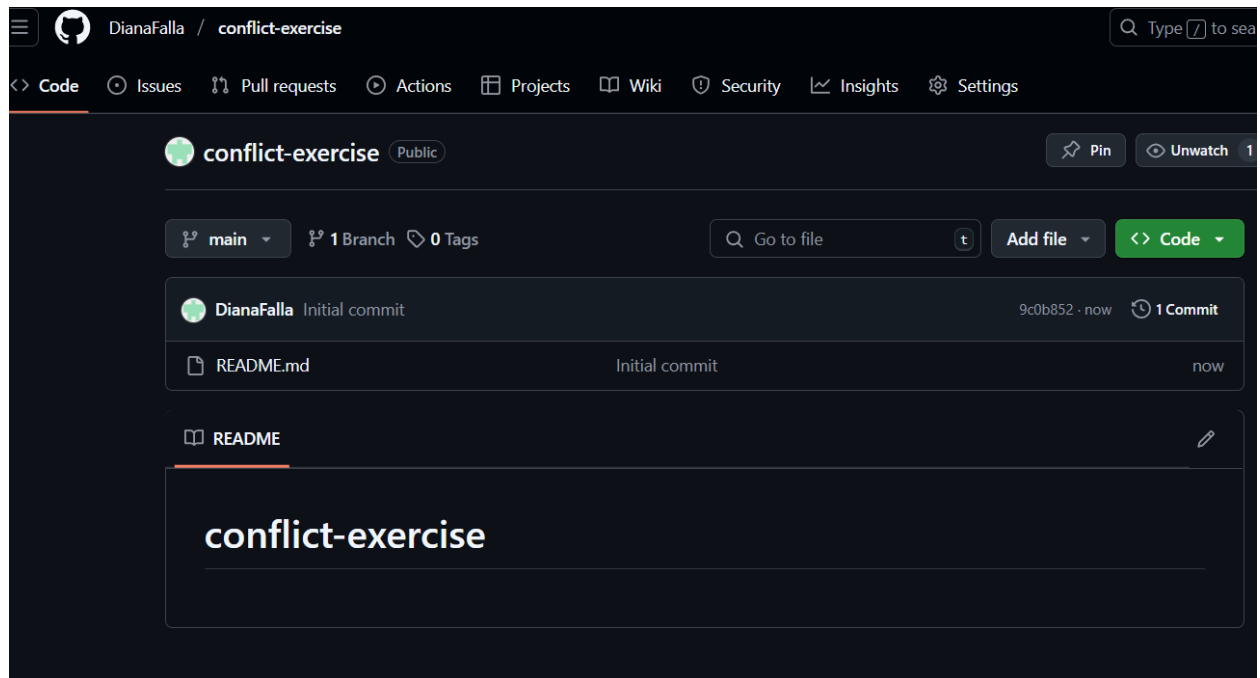 DianaFalla / conflict-exercise Type / to sea
<> Code Issues Pull requests Actions Projects Wiki Security Insights Settings
conflict-exercise Public Pin Unwatch 1
main 1 Branch 0 Tags Go to file t Add file <> Code
DianaFalla Initial commit 9c0b852 · now 1 Commit
README.md Initial commit now
README
conflict-exercise